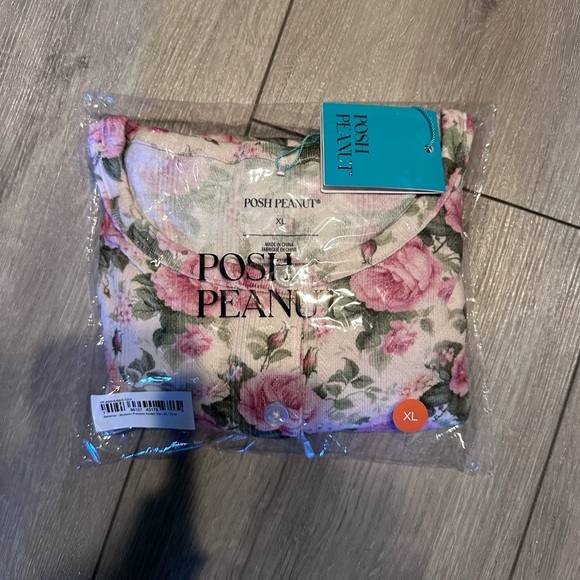 POSH
PEANUT
POSH PEANUT®
XL
MADE IN CHINA
FABRIQUÉ EN CHINE
POSH
PEANUT
XL